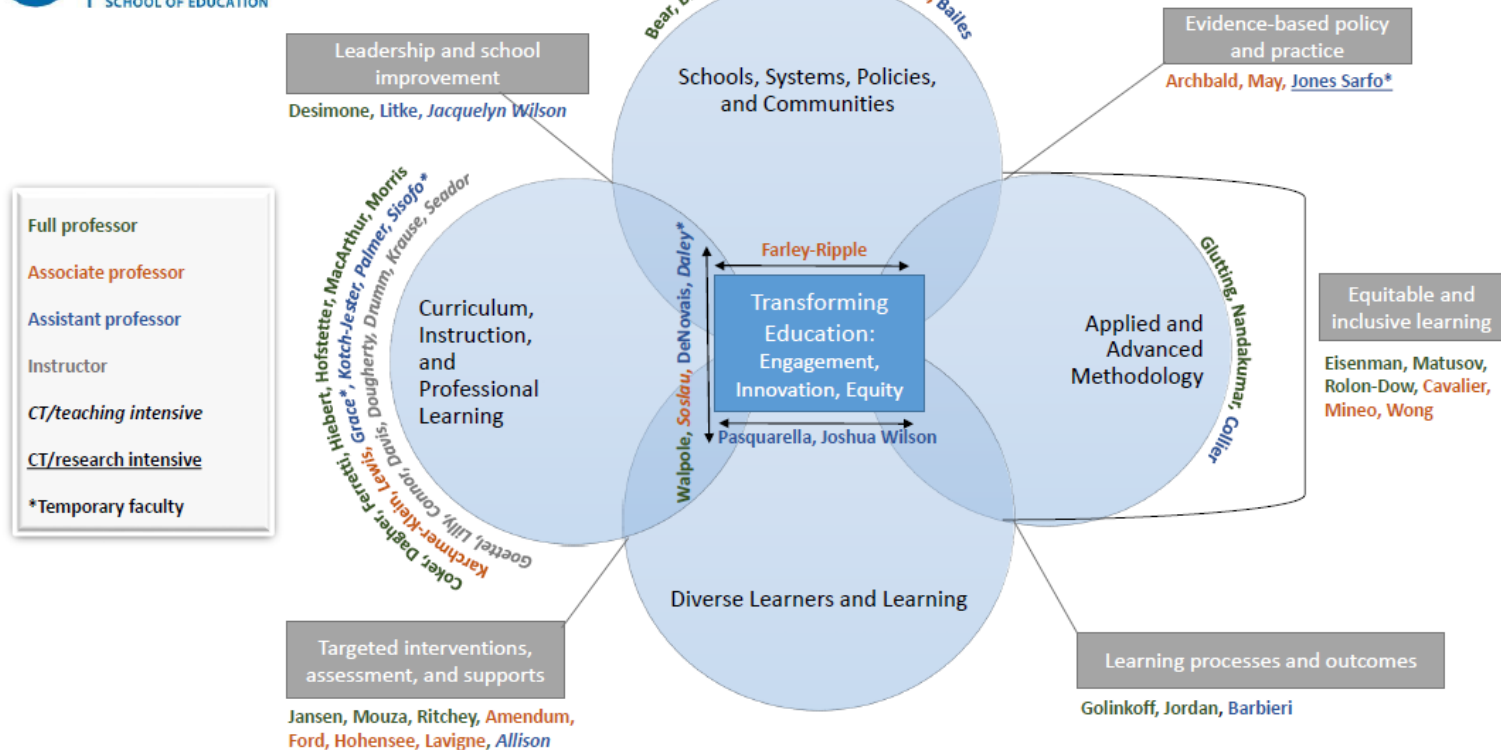 SCHOOL OF EDUCATION
Bear,
Bailes
Leadership and school
improvement
Desimone, Litke, Jacquelyn Wilson
Schools, Systems, Policies,
and Communities
Evidence-based policy
and practice
Archbald, May, Jones Sarfo*
Full professor
Associate professor
Assistant professor
Instructor
CT/teaching intensive
CT/research intensive
*Temporary faculty
Coker, Dagher, Ferretti, Hiebert, Hofstetter, MacArthur, Morris
Karchmer-Klein, Lewis, Grace*, Kotch-Jester, Palmer, Sisofo*
Goettel, Lilly, Connor, Davis, Dougherty, Drumm, Krause, Seador
Curriculum,
Instruction,
and
Professional
Learning
Walpole, Soslau, DeNovais, Daley*
Farley-Ripple
Transforming
Education:
Engagement,
Innovation, Equity
Pasquarella, Joshua Wilson
Applied and
Advanced
Methodology
Glutting, Nandakumar, Collier
Equitable and
inclusive learning
Eisenman, Matusov,
Rolon-Dow, Cavalier,
Mineo, Wong
Diverse Learners and Learning
Targeted interventions,
assessment, and supports
Jansen, Mouza, Ritchey, Amendum,
Ford, Hohensee, Lavigne, Allison
Learning processes and outcomes
Golinkoff, Jordan, Barbieri